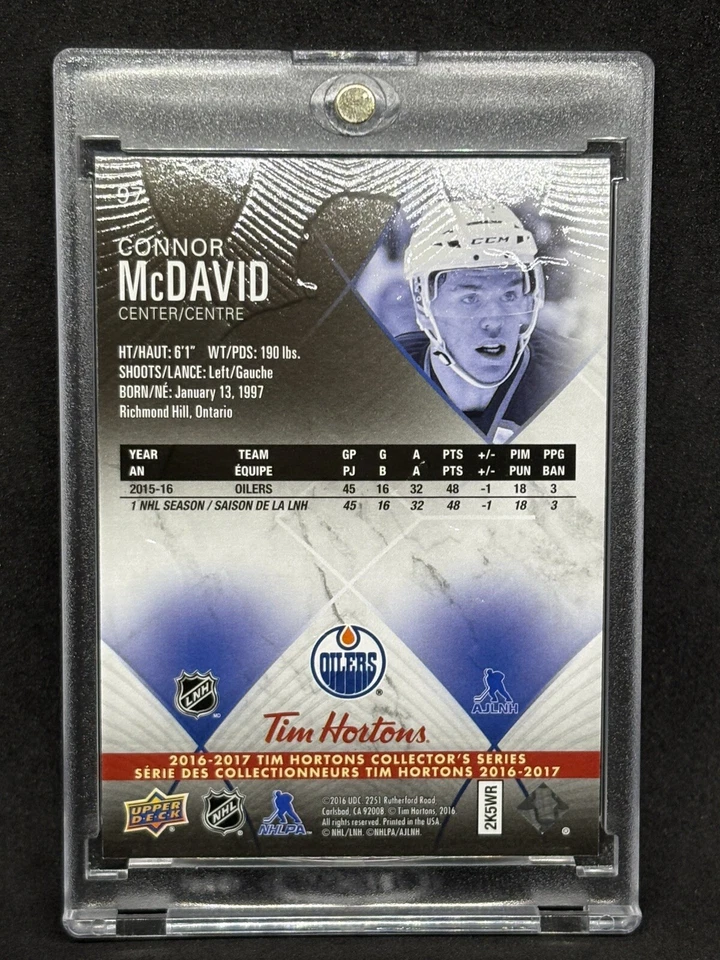 97
CONNOR
McDAVID
CENTER/CENTRE
CCM
HT/HAUT: 6'1" WT/PDS: 190 lbs.
SHOOTS/LANCE: Left/Gauche
BORN/NÉ: January 13, 1997
Richmond Hill, Ontario
YEAR TEAM GP G A PTS +/- PIM PPG
AN ÉQUIPE PJ B A PTS +/- PUN BAN
2015-16 OILERS 45 16 32 48 -1 18 3
1 NHL SEASON / SAISON DE LA LNH 45 16 32 48 -1 18 3
OILERS ®
LNH MD
AJLNH
Tim Hortons.
2016-2017 TIM HORTONS COLLECTOR'S SERIES
SÉRIE DES COLLECTIONNEURS TIM HORTONS 2016-2017
UPPER DECK
NHL
NHLPA
©2016 UDC. 2251 Rutherford Road,
Carlsbad, CA 92008 © Tim Hortons, 2016
All rights reserved. Printed in the USA.
© NHL/LNH. ©NHLPA/AJLNH
2K5WR
®